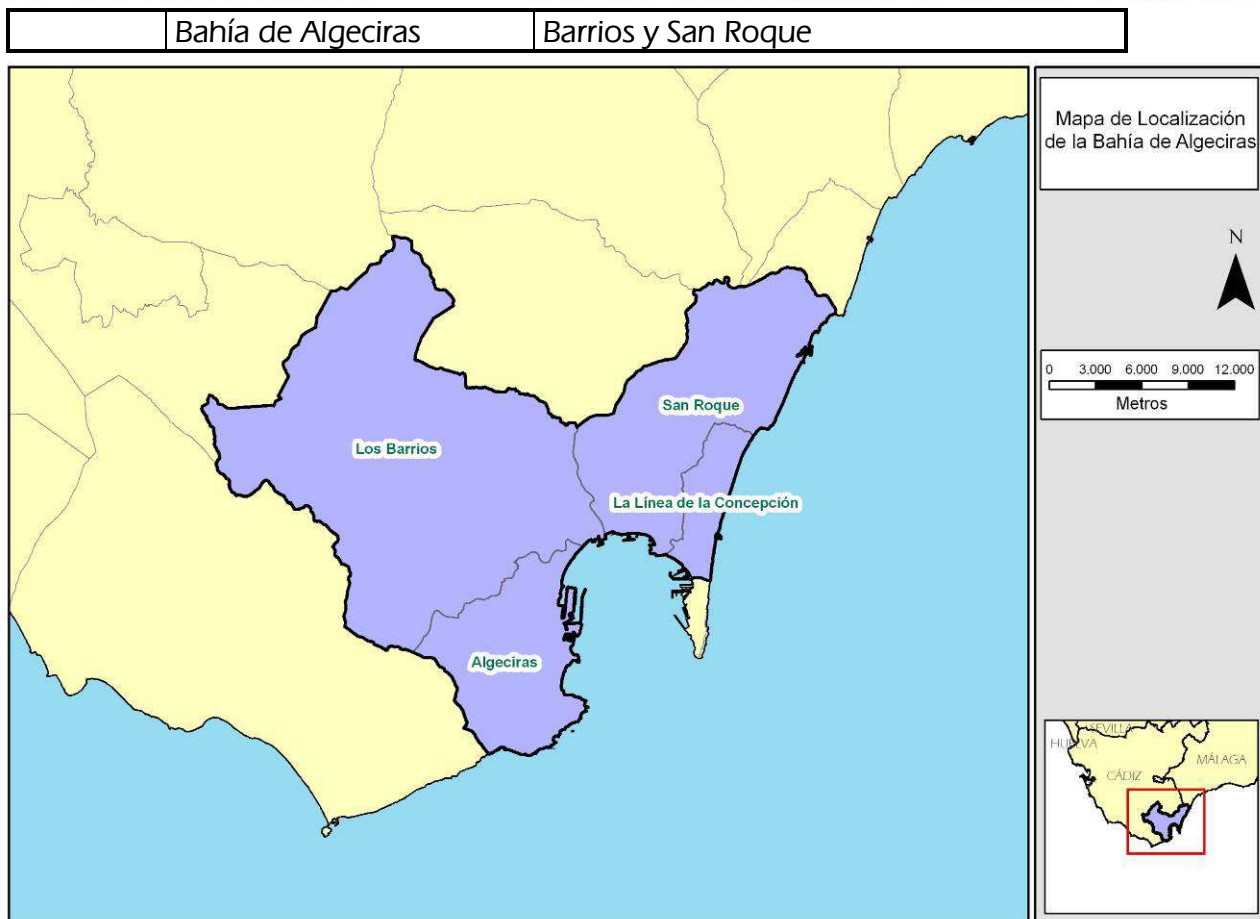 Bahía de Algeciras Barrios y San Roque
Mapa de Localización
de la Bahía de Algeciras
N
0 3.000 6.000 9.000 12.000
Metros
San Roque
Los Barrios
La Línea de la Concepción
Algeciras
SEVILLA
HUELVA
MÁLAGA
CÁDIZ